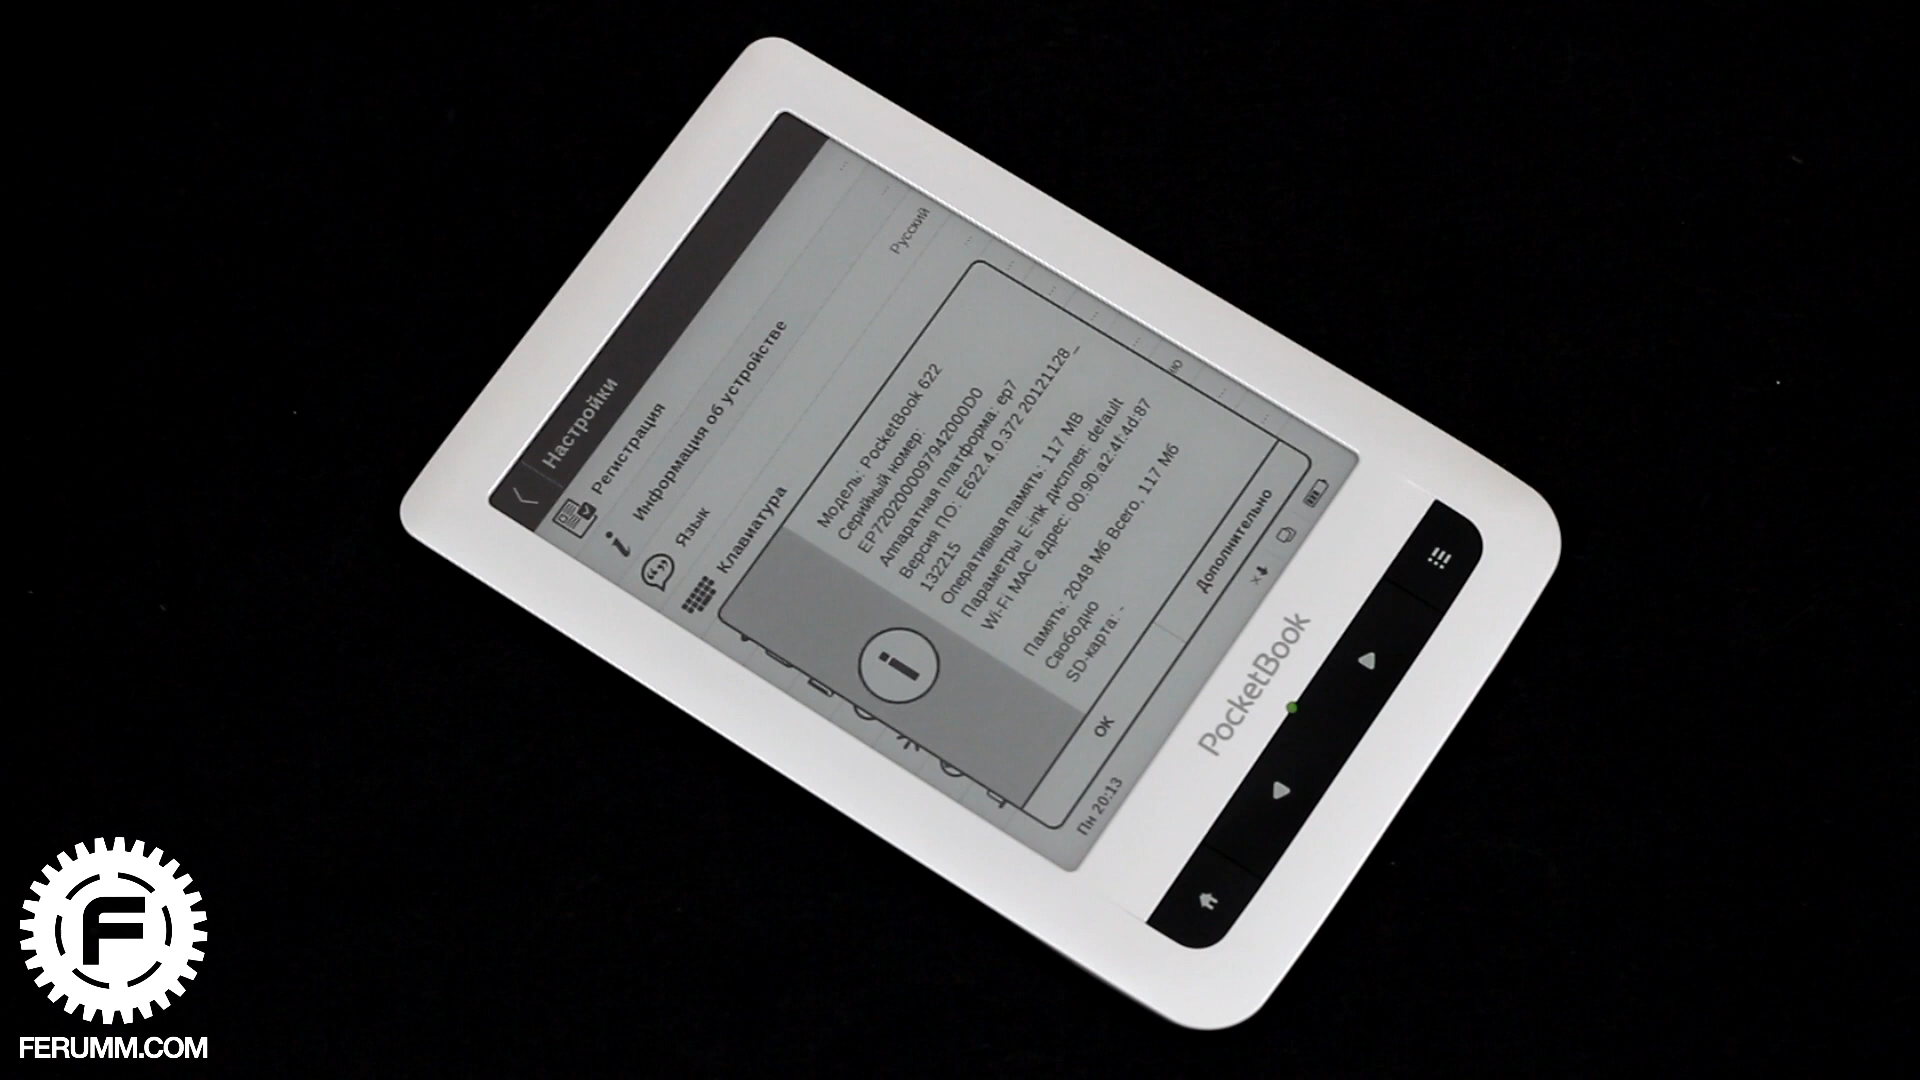 Настройки
Регистрация
Информация об устройстве
Язык
Русский
Клавиатура
Модель: PocketBook 622
Серийный номер:
EP7202000097942000D0
Аппаратная платформа: ep7
Версия ПО: E622.4.0.372 20121128_
132215
Оперативная память: 117 MB
Параметры E-ink дисплея: default
Wi-Fi MAC адрес: 00:90:a2:4f:4d:87
Память: 2048 Мб Всего, 117 Мб
Свободно
SD-карта: -
OK
Дополнительно
Пн 20:13
PocketBook
F
FERUMM.COM